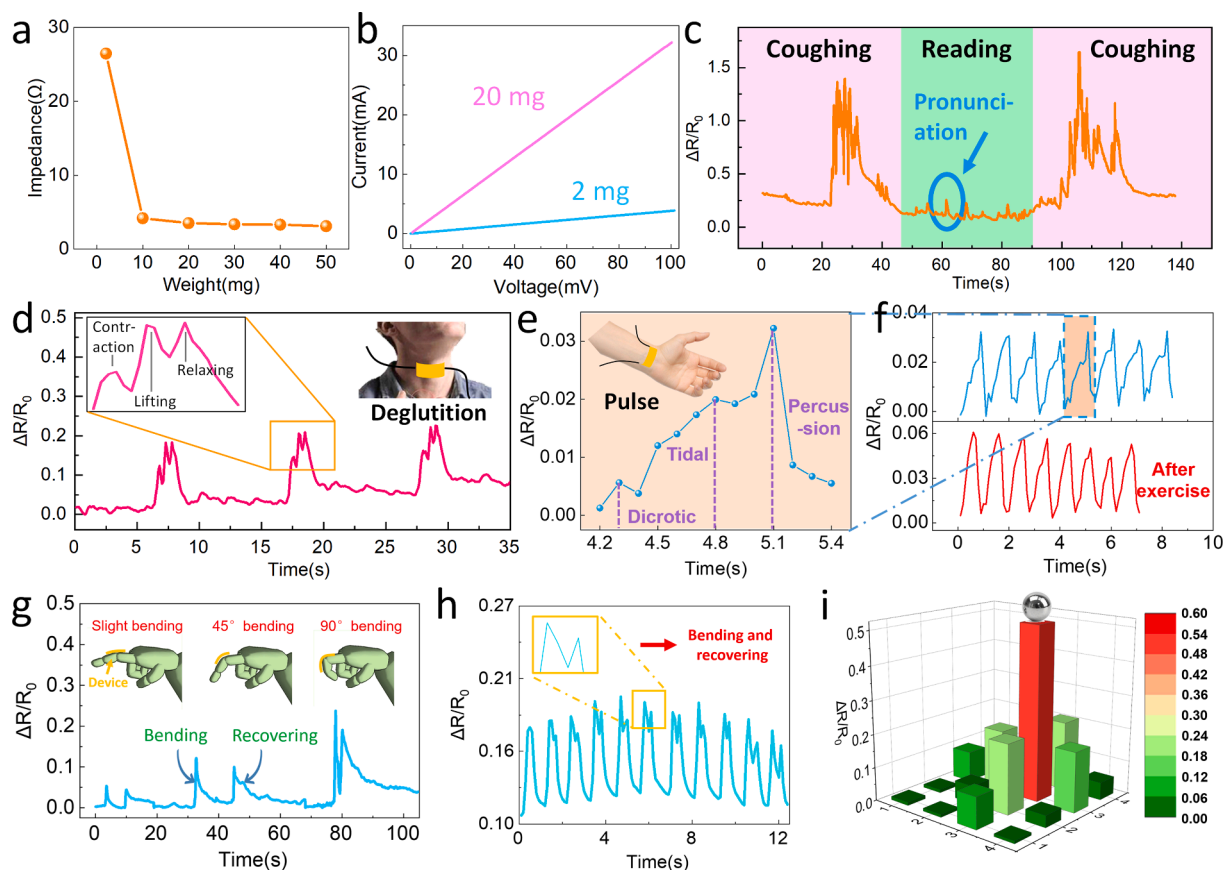 a
30
20
10
0
Impedance(Ω)
0 10 20 30 40 50
Weight(mg)
b
30
20
10
0
Current(mA)
20 mg
2 mg
0 20 40 60 80 100
Voltage(mV)
c
Coughing
Reading
Coughing
Pronunci-
ation
1.5
1.0
0.5
0.0
ΔR/R0
0 20 40 60 80 100 120 140
Time(s)
d
0.5
0.4
0.3
0.2
0.1
0.0
ΔR/R0
Contr-
action
Lifting
Relaxing
Deglutition
0 5 10 15 20 25 30 35
Time(s)
e
0.03
0.02
0.01
0.00
ΔR/R0
Pulse
Percus
-sion
Tidal
Dicrotic
4.2 4.5 4.8 5.1 5.4
Time(s)
f
0.04
0.02
0.00
0.06
0.03
0.00
ΔR/R0
After
exercise
0 2 4 6 8 10
Time(s)
g
0.5
0.4
0.3
0.2
0.1
0.0
ΔR/R0
Slight bending 45° bending 90° bending
Device
Bending
Recovering
0 20 40 60 80 100
Time(s)
h
0.27
0.21
0.16
0.10
ΔR/R0
Bending and
recovering
0 4 8 12
Time(s)
i
0.5
0.4
0.3
0.2
0.1
0.0
ΔR/R0
1 2 3 4
1 2 3 4
0.60
0.54
0.48
0.42
0.36
0.30
0.24
0.18
0.12
0.06
0.00